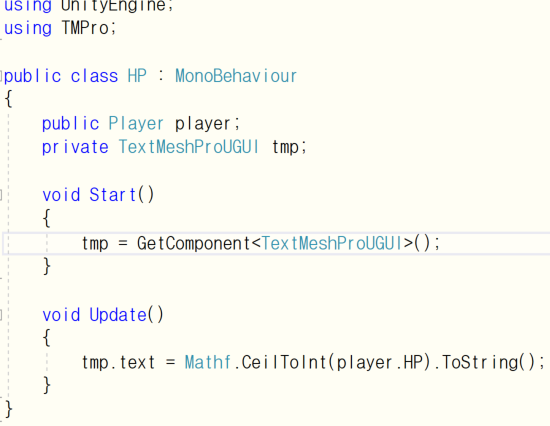 using UnityEngine;
using TMPro;
public class HP : MonoBehaviour
{
public Player player;
private TextMeshProUGUI tmp;
void Start()
{
tmp = GetComponent<TextMeshProUGUI>();
}
void Update()
{
tmp.text = Mathf.CeilToInt(player.HP).ToString();
}
}